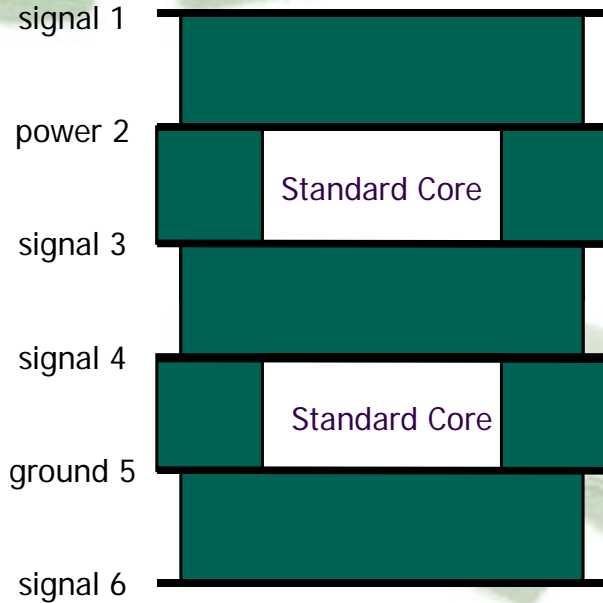 signal 1
power 2
Standard Core
signal 3
signal 4
Standard Core
ground 5
signal 6